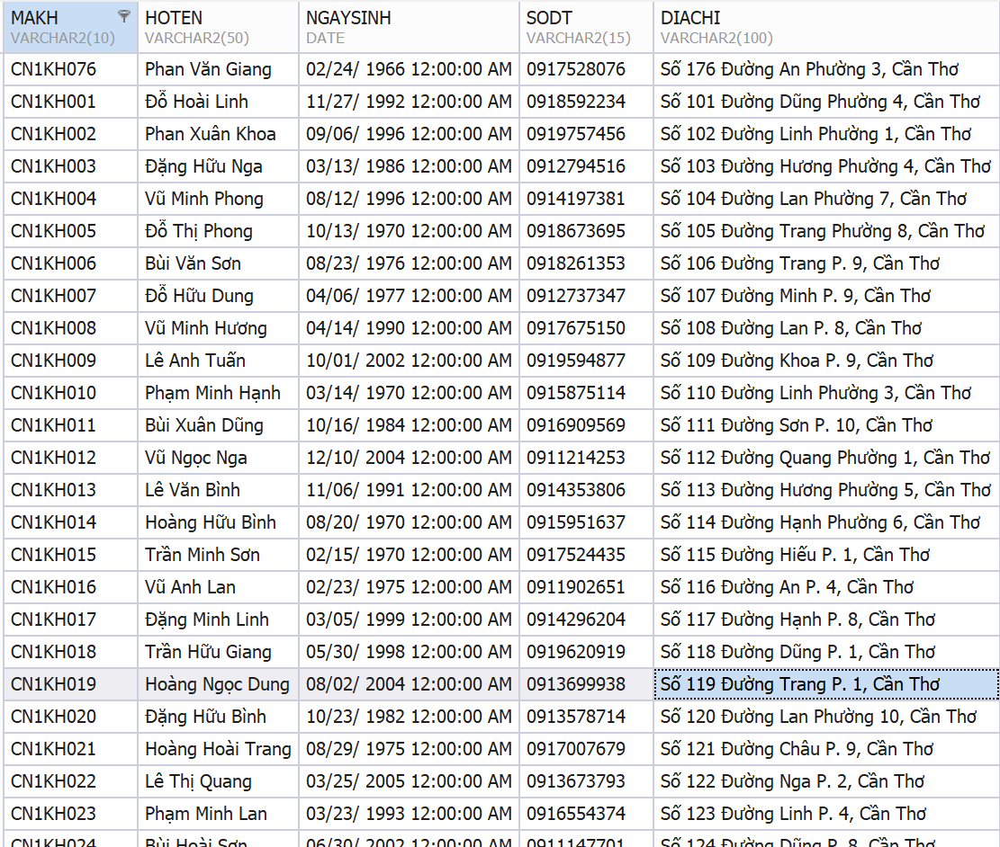 MAKH HOTEN NGAYSINH SODT DIACHI
VARCHAR2(10) VARCHAR2(50) DATE VARCHAR2(15) VARCHAR2(100)
CN1KH076 Phan Văn Giang 02/24/ 1966 12:00:00 AM 0917528076 Số 176 Đường An Phường 3, Cần Thơ
CN1KH001 Đỗ Hoài Linh 11/27/ 1992 12:00:00 AM 0918592234 Số 101 Đường Dũng Phường 4, Cần Thơ
CN1KH002 Phan Xuân Khoa 09/06/ 1996 12:00:00 AM 0919757456 Số 102 Đường Linh Phường 1, Cần Thơ
CN1KH003 Đặng Hữu Nga 03/13/ 1986 12:00:00 AM 0912794516 Số 103 Đường Hương Phường 4, Cần Thơ
CN1KH004 Vũ Minh Phong 08/12/ 1996 12:00:00 AM 0914197381 Số 104 Đường Lan Phường 7, Cần Thơ
CN1KH005 Đỗ Thị Phong 10/13/ 1970 12:00:00 AM 0918673695 Số 105 Đường Trang Phường 8, Cần Thơ
CN1KH006 Bùi Văn Sơn 08/23/ 1976 12:00:00 AM 0918261353 Số 106 Đường Trang P. 9, Cần Thơ
CN1KH007 Đỗ Hữu Dung 04/06/ 1977 12:00:00 AM 0912737347 Số 107 Đường Minh P. 9, Cần Thơ
CN1KH008 Vũ Minh Hương 04/14/ 1990 12:00:00 AM 0917675150 Số 108 Đường Lan P. 8, Cần Thơ
CN1KH009 Lê Anh Tuấn 10/01/ 2002 12:00:00 AM 0919594877 Số 109 Đường Khoa P. 9, Cần Thơ
CN1KH010 Phạm Minh Hạnh 03/14/ 1970 12:00:00 AM 0915875114 Số 110 Đường Linh Phường 3, Cần Thơ
CN1KH011 Bùi Xuân Dũng 10/16/ 1984 12:00:00 AM 0916909569 Số 111 Đường Sơn P. 10, Cần Thơ
CN1KH012 Vũ Ngọc Nga 12/10/ 2004 12:00:00 AM 0911214253 Số 112 Đường Quang Phường 1, Cần Thơ
CN1KH013 Lê Văn Bình 11/06/ 1991 12:00:00 AM 0914353806 Số 113 Đường Hương Phường 5, Cần Thơ
CN1KH014 Hoàng Hữu Bình 08/20/ 1970 12:00:00 AM 0915951637 Số 114 Đường Hạnh Phường 6, Cần Thơ
CN1KH015 Trần Minh Sơn 02/15/ 1970 12:00:00 AM 0917524435 Số 115 Đường Hiếu P. 1, Cần Thơ
CN1KH016 Vũ Anh Lan 02/23/ 1975 12:00:00 AM 0911902651 Số 116 Đường An P. 4, Cần Thơ
CN1KH017 Đặng Minh Linh 03/05/ 1999 12:00:00 AM 0914296204 Số 117 Đường Hạnh P. 8, Cần Thơ
CN1KH018 Trần Hữu Giang 05/30/ 1998 12:00:00 AM 0919620919 Số 118 Đường Dũng P. 1, Cần Thơ
CN1KH019 Hoàng Ngọc Dung 08/02/ 2004 12:00:00 AM 0913699938 Số 119 Đường Trang P. 1, Cần Thơ
CN1KH020 Đặng Hữu Bình 10/23/ 1982 12:00:00 AM 0913578714 Số 120 Đường Lan Phường 10, Cần Thơ
CN1KH021 Hoàng Hoài Trang 08/29/ 1975 12:00:00 AM 0917007679 Số 121 Đường Châu P. 9, Cần Thơ
CN1KH022 Lê Thị Quang 03/25/ 2005 12:00:00 AM 0913673793 Số 122 Đường Nga P. 2, Cần Thơ
CN1KH023 Phạm Minh Lan 03/23/ 1993 12:00:00 AM 0916554374 Số 123 Đường Linh P. 4, Cần Thơ
CN1KH024 Bùi Hoài Sơn 06/30/ 2002 12:00:00 AM 0911147701 Số 124 Đường Dũng P. 8, Cần Thơ